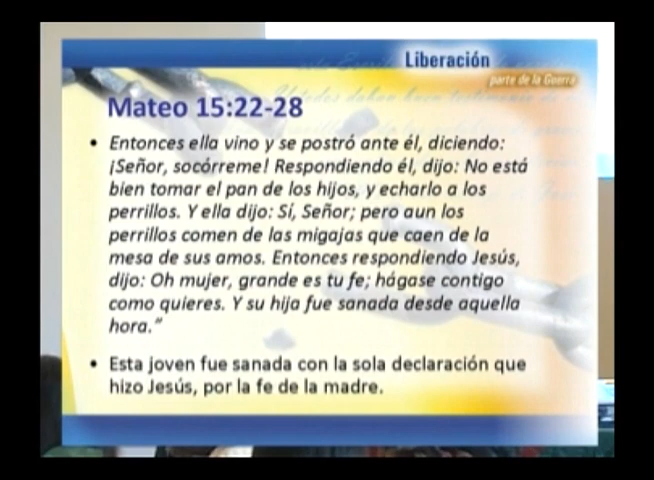 Liberación
parte de la Guerra
Mateo 15:22-28
• Entonces ella vino y se postró ante él, diciendo:
¡Señor, socórreme! Respondiendo él, dijo: No está
bien tomar el pan de los hijos, y echarlo a los
perrillos. Y ella dijo: Sí, Señor; pero aun los
perrillos comen de las migajas que caen de la
mesa de sus amos. Entonces respondiendo Jesús,
dijo: Oh mujer, grande es tu fe; hágase contigo
como quieres. Y su hija fue sanada desde aquella
hora.”
• Esta joven fue sanada con la sola declaración que
hizo Jesús, por la fe de la madre.